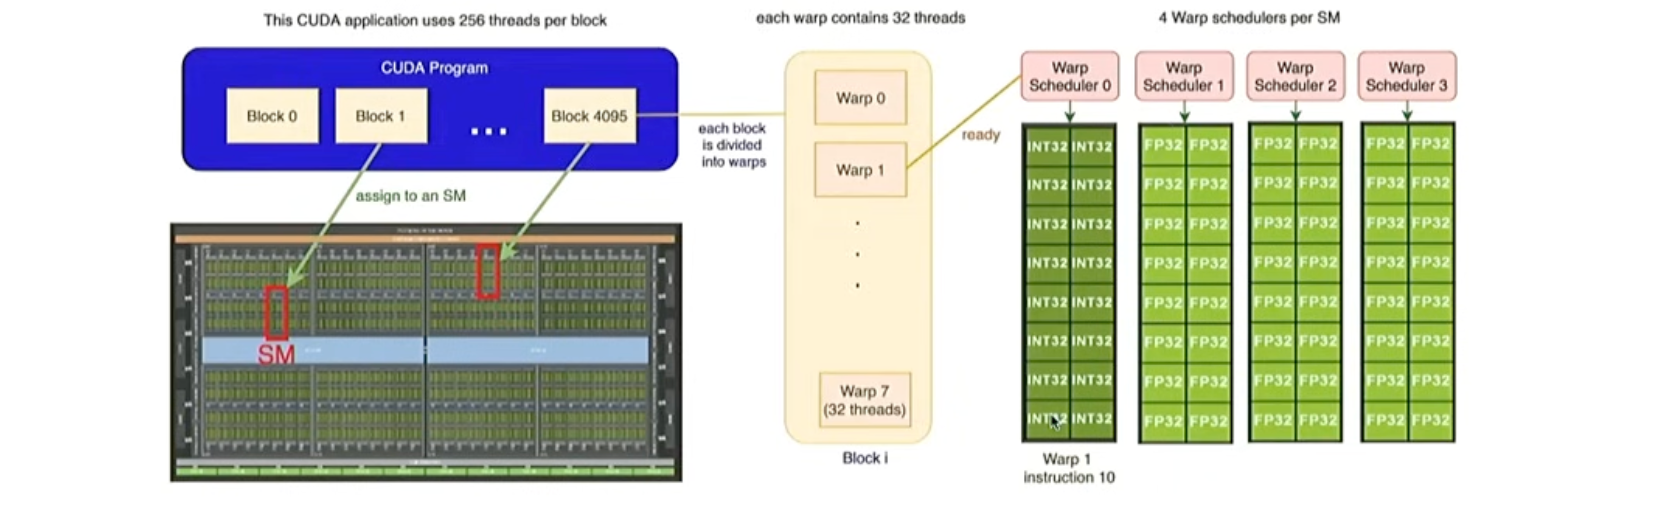 This CUDA application uses 256 threads per block
each warp contains 32 threads
4 Warp schedulers per SM
CUDA Program
Block 0
Block 1
...
Block 4095
assign to an SM
SM
each block
is divided
into warps
Warp 0
Warp 1
.
.
.
Warp 7
(32 threads)
Block i
ready
Warp
Scheduler 0
Warp
Scheduler 1
Warp
Scheduler 2
Warp
Scheduler 3
INT32 INT32 FP32 FP32 FP32 FP32 FP32 FP32
INT32 INT32 FP32 FP32 FP32 FP32 FP32 FP32
INT32 INT32 FP32 FP32 FP32 FP32 FP32 FP32
INT32 INT32 FP32 FP32 FP32 FP32 FP32 FP32
INT32 INT32 FP32 FP32 FP32 FP32 FP32 FP32
INT32 INT32 FP32 FP32 FP32 FP32 FP32 FP32
INT32 INT32 FP32 FP32 FP32 FP32 FP32 FP32
INT32 INT32 FP32 FP32 FP32 FP32 FP32 FP32
Warp 1
instruction 10